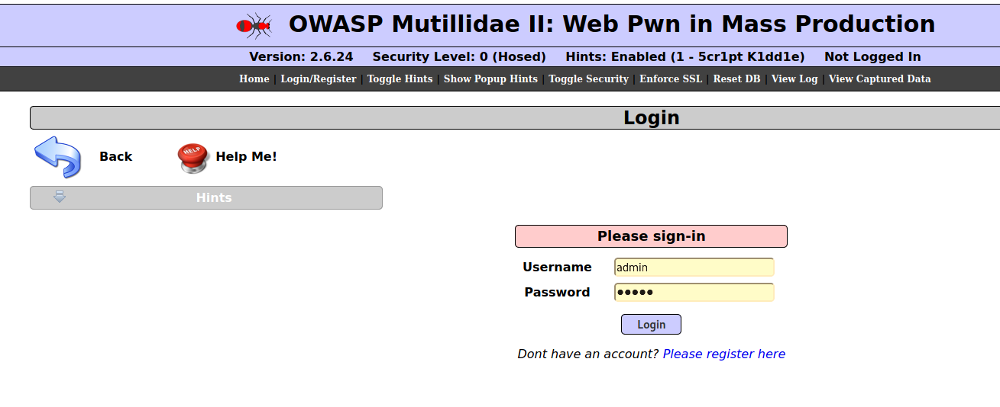 OWASP Mutillidae II: Web Pwn in Mass Production
Version: 2.6.24 Security Level: 0 (Hosed) Hints: Enabled (1 - 5cr1pt K1dd1e) Not Logged In
Home | Login/Register | Toggle Hints | Show Popup Hints | Toggle Security | Enforce SSL | Reset DB | View Log | View Captured Data
Login
Back HELP Help Me!
Hints
Please sign-in
Username admin
Password •••••
Login
Dont have an account? Please register here